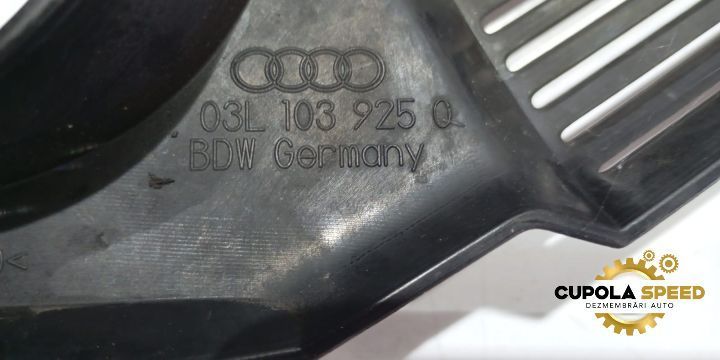 03L 103 925 Q
BDW Germany
CUPOLA SPEED
DEZMEMBRĂRI AUTO